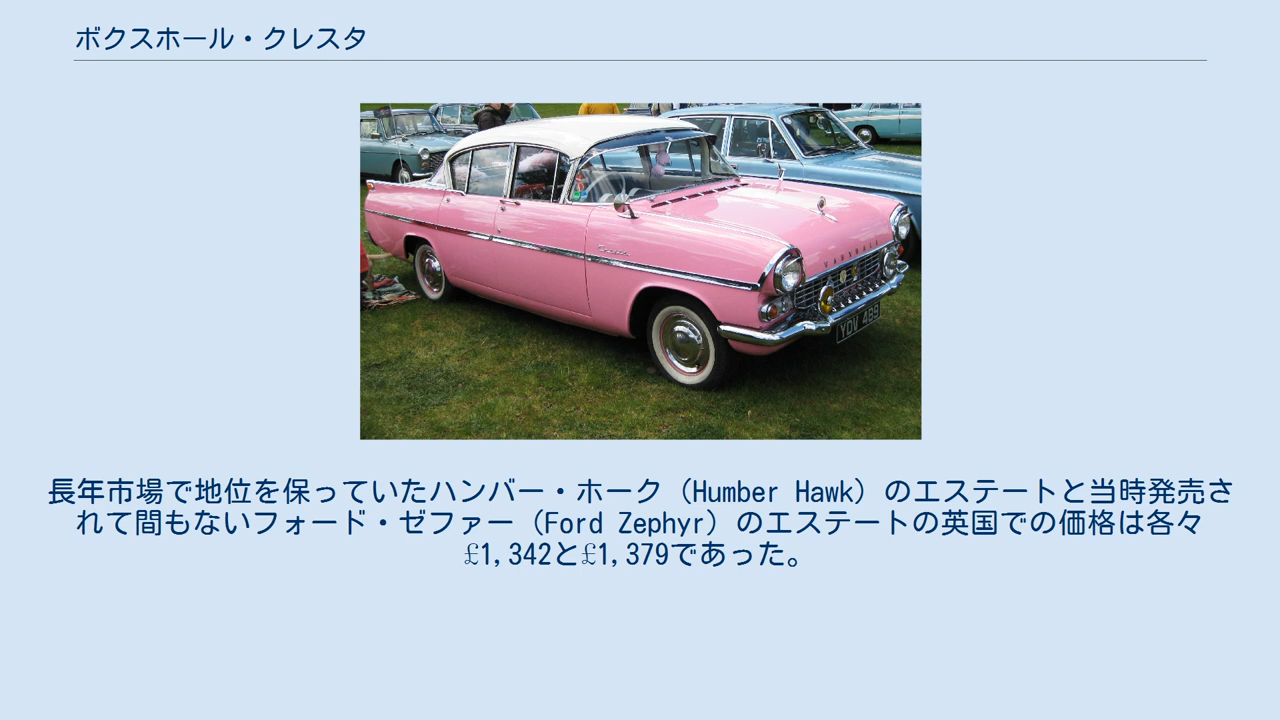 ボクスホール・クレスタ
VAUXHALL
YDV 489
長年市場で地位を保っていたハンバー・ホーク（Humber Hawk）のエステートと当時発売さ
れて間もないフォード・ゼファー（Ford Zephyr）のエステートの英国での価格は各々
£1,342と£1,379であった。